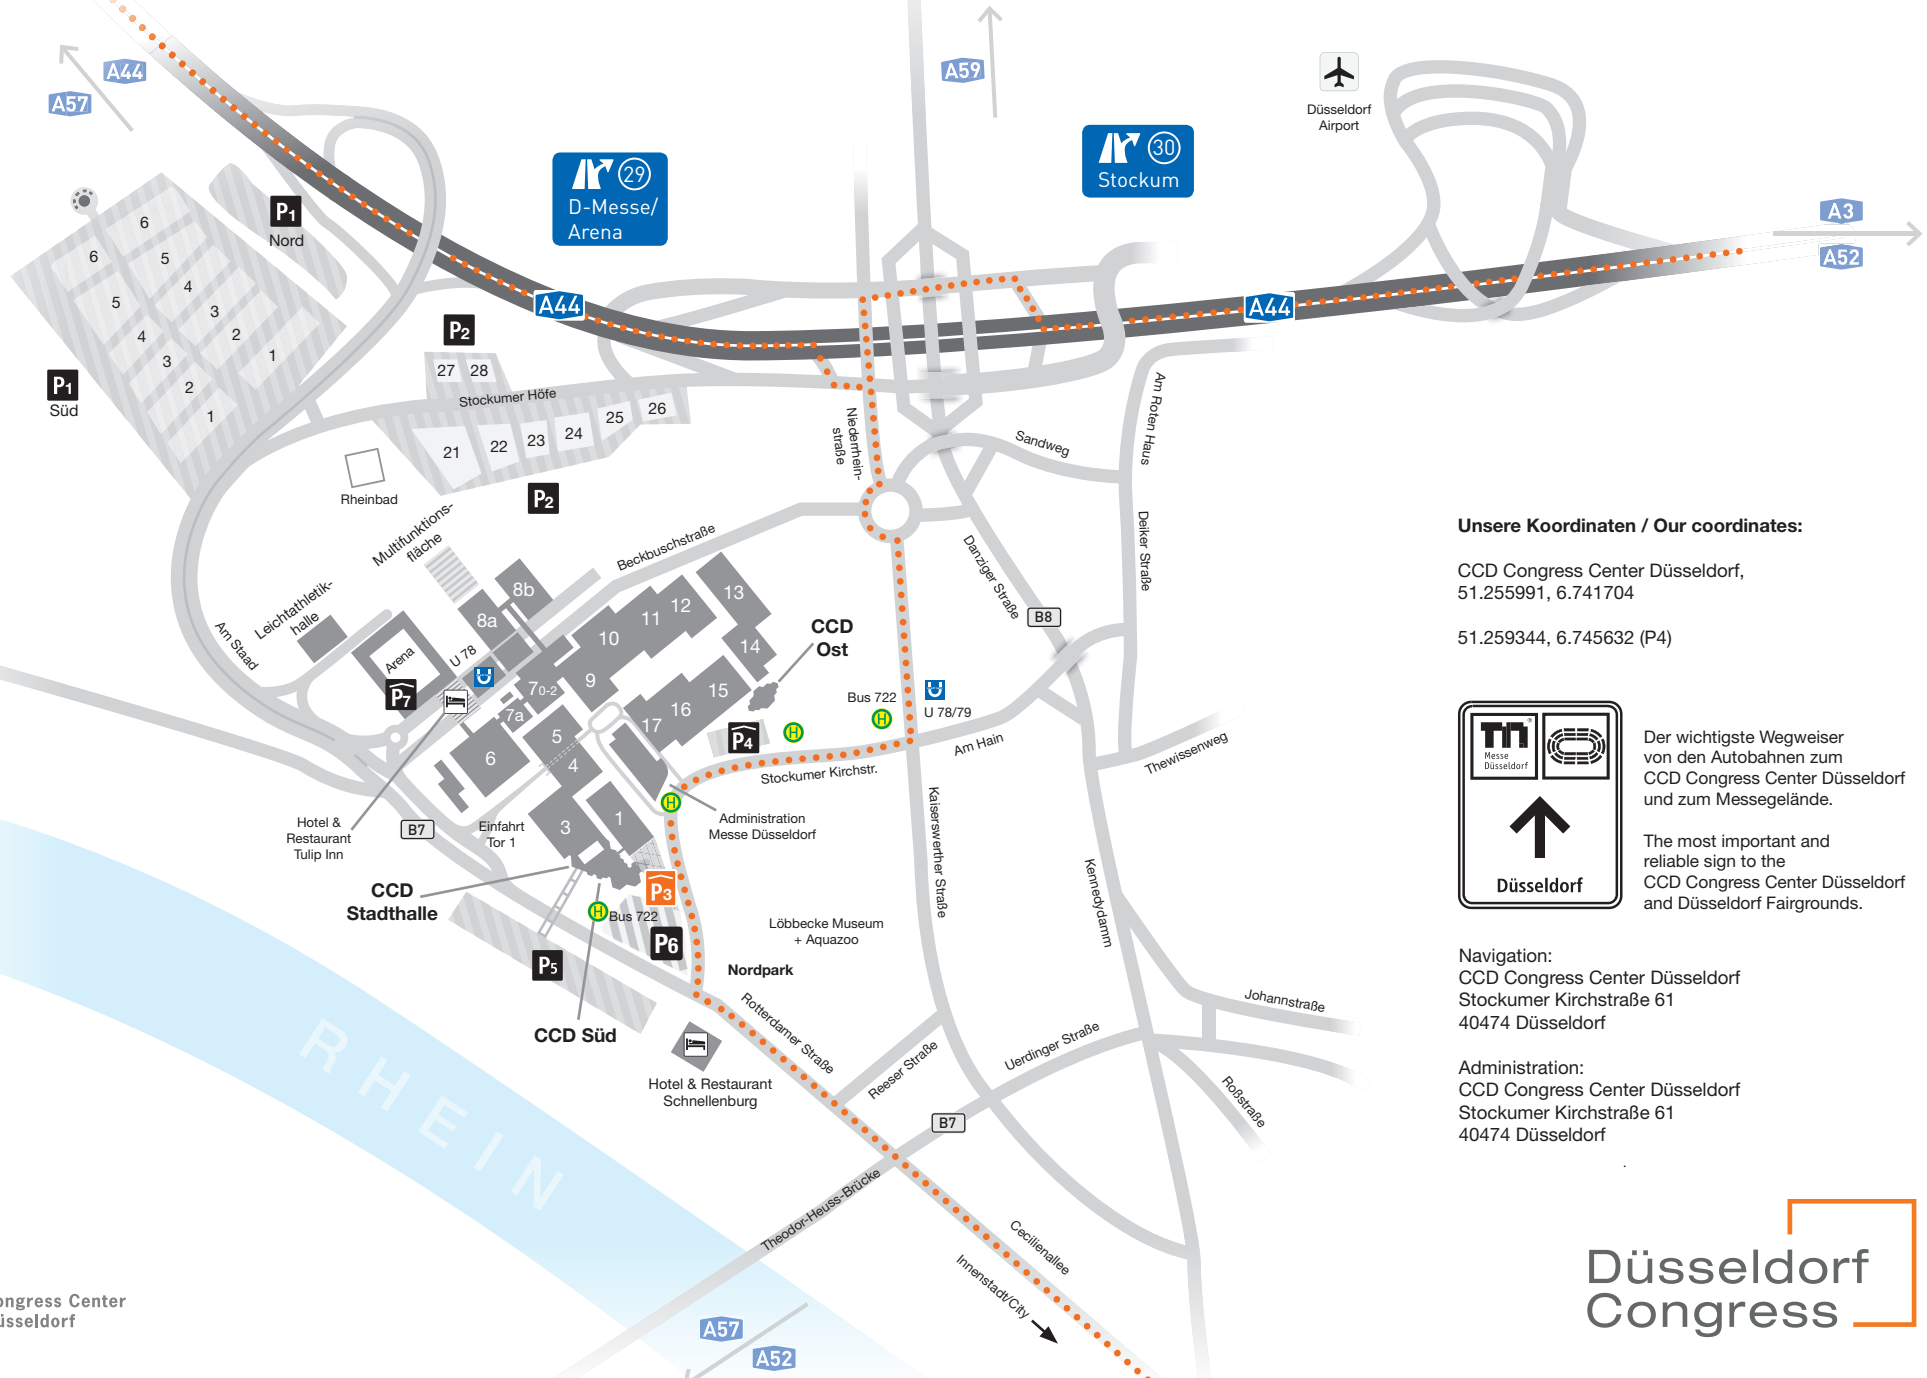 A44
A57
A59
Düsseldorf
Airport
29
D-Messe/
Arena
30
Stockum
A3
A52
P1
Nord
6
6
5
5
4
4
3
3
2
2
1
1
P1
Süd
A44
A44
P2
27
28
Stockumer Höfe
21
22
23
24
25
26
P2
Rheinbad
Niederrhein-
straße
Sandweg
Am Roten Haus
Deiker Straße
Danziger Straße
B8
Multifunktions-
fläche
Leichtathletik-
halle
Am Staad
Beckbuschstraße
Arena
U 78
P7
8b
8a
13
12
11
10
14
9
70-2
7a
15
16
17
5
6
4
3
1
CCD
Ost
Bus 722
H
H
U 78/79
P4
Am Hain
Thewissenweg
Stockumer Kirchstr.
H
Administration
Messe Düsseldorf
Hotel &
Restaurant
Tulip Inn
B7
Einfahrt
Tor 1
CCD
Stadthalle
P3
H
Bus 722
P6
P5
CCD Süd
Löbbecke Museum
+ Aquazoo
Nordpark
Kaiserswerther Straße
Kennedydamm
Rotterdamer Straße
Hotel & Restaurant
Schnellenburg
Reeser Straße
Uerdinger Straße
Johannstraße
Roßstraße
B7
Theodor-Heuss-Brücke
Cecilienallee
Innenstadt/City
RHEIN
A57
A52
Unsere Koordinaten / Our coordinates:
CCD Congress Center Düsseldorf,
51.255991, 6.741704
51.259344, 6.745632 (P4)
Messe
Düsseldorf
Düsseldorf
Der wichtigste Wegweiser
von den Autobahnen zum
CCD Congress Center Düsseldorf
und zum Messegelände.
The most important and
reliable sign to the
CCD Congress Center Düsseldorf
and Düsseldorf Fairgrounds.
Navigation:
CCD Congress Center Düsseldorf
Stockumer Kirchstraße 61
40474 Düsseldorf
Administration:
CCD Congress Center Düsseldorf
Stockumer Kirchstraße 61
40474 Düsseldorf
.
ongress Center
üsseldorf
Düsseldorf
Congress